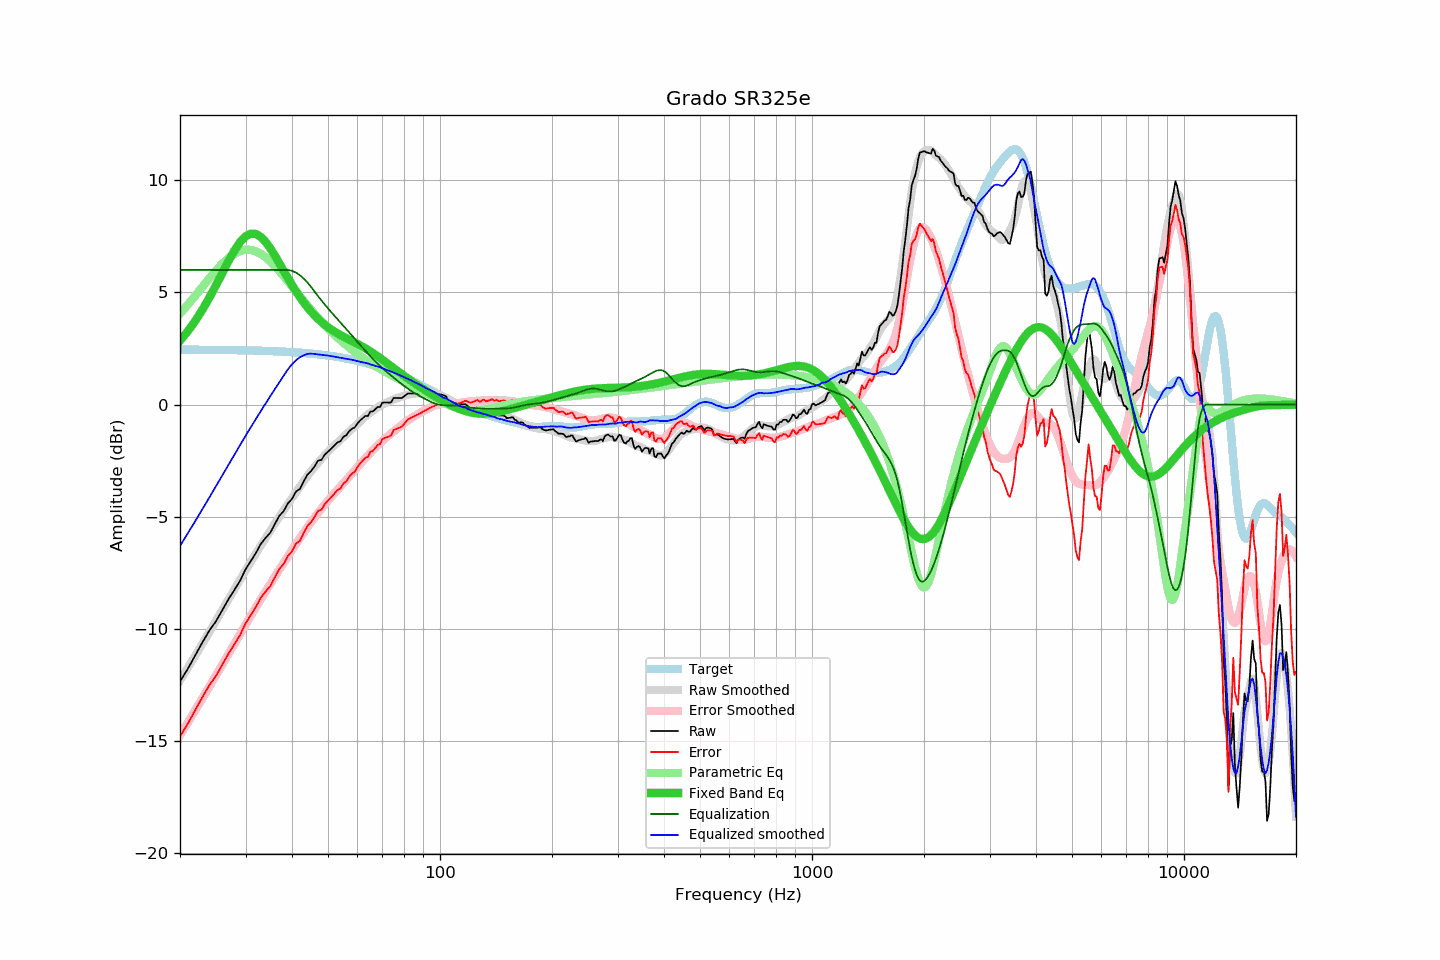 Grado SR325e
10
5
0
−5
−10
−15
−20
Amplitude (dBr)
100
1000
10000
Frequency (Hz)
Target
Raw Smoothed
Error Smoothed
Raw
Error
Parametric Eq
Fixed Band Eq
Equalization
Equalized smoothed